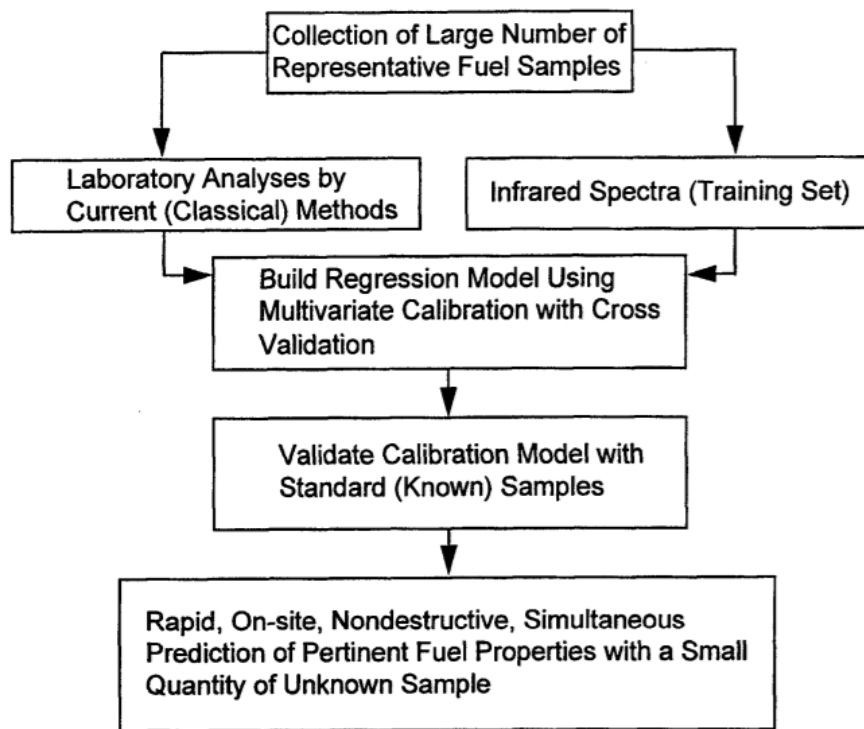 Collection of Large Number of
Representative Fuel Samples
Laboratory Analyses by
Current (Classical) Methods
Infrared Spectra (Training Set)
Build Regression Model Using
Multivariate Calibration with Cross
Validation
Validate Calibration Model with
Standard (Known) Samples
Rapid, On-site, Nondestructive, Simultaneous
Prediction of Pertinent Fuel Properties with a Small
Quantity of Unknown Sample